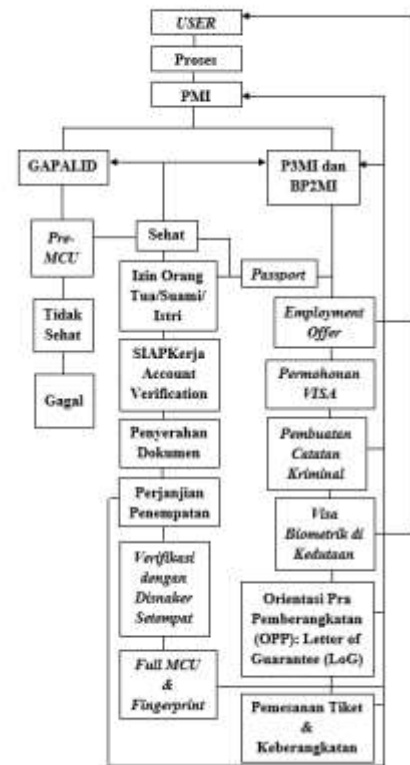 USER
Proses
PMI
GAPALID
P3MI dan
BP2MI
Pre-
MCU
Sehat
Passport
Izin Orang
Tua/Suami/
Istri
Tidak
Sehat
Gagal
SIAPKerja
Account
Verification
Penyerahan
Dokumen
Perjanjian
Penempatan
Verifikasi
dengan
Disnaker
Setempat
Full MCU
&
Fingerprint
Employment
Offer
Permohonan
VISA
Pembuatan
Catatan
Kriminal
Visa
Biometrik di
Kedutaan
Orientasi Pra
Pemberangkatan
(OPP): Letter of
Guarantee (LoG)
Pemesanan Tiket
&
Keberangkatan